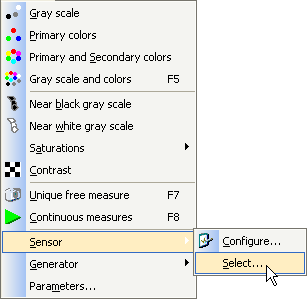 Gray scale
Primary colors
Primary and Secondary colors
Gray scale and colors F5
Near black gray scale
Near white gray scale
Saturations
Contrast
Unique free measure F7
Continuous measures F8
Sensor
Configure...
Select...
Generator
Parameters...